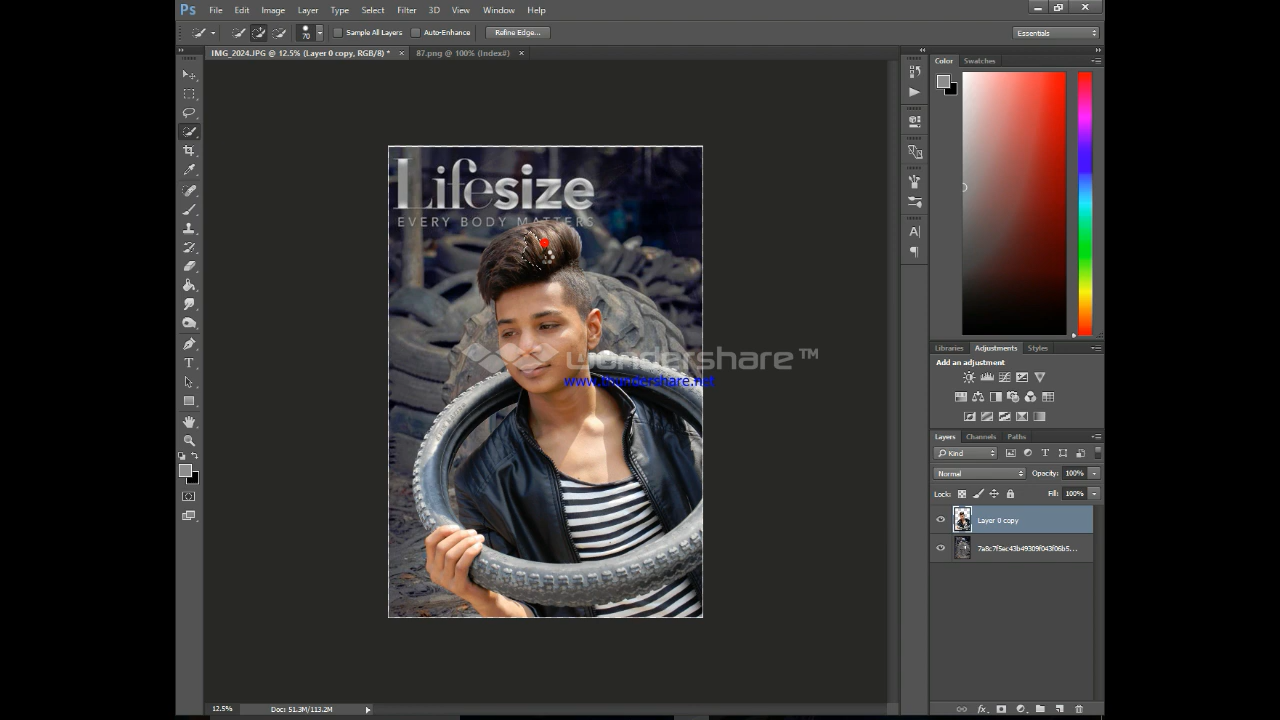 Ps File Edit Image Layer Type Select Filter 3D View Window Help
70 Sample All Layers Auto-Enhance Refine Edge... Essentials
IMG_2024.JPG @ 12.5% (Layer 0 copy, RGB/8) * × 87.png @ 100% (Index#) ×
Color Swatches
Lifesize
EVERY BODY MATTERS
wondershare™
www.thundershare.net
Libraries Adjustments Styles
Add an adjustment
Layers Channels Paths
Kind
Normal Opacity: 100%
Lock: Fill: 100%
Layer 0 copy
7a8c7f5ec43b49309f043f06b5...
12.5% Doc: 51.3M/113.2M